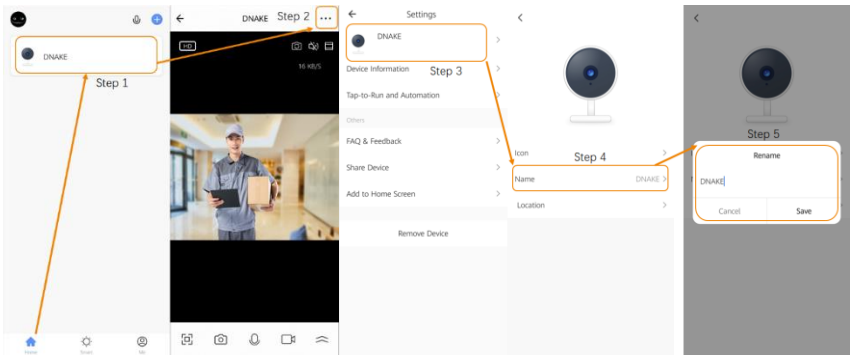 DNAKE
Step 1
Home
Smart
Me
DNAKE
Step 2
HD
16 KB/S
Settings
DNAKE
Device Information
Step 3
Tap-to-Run and Automation
Others
FAQ & Feedback
Share Device
Add to Home Screen
Remove Device
Icon
Step 4
Name
DNAKE
Location
Step 5
Rename
DNAKE
Cancel
Save